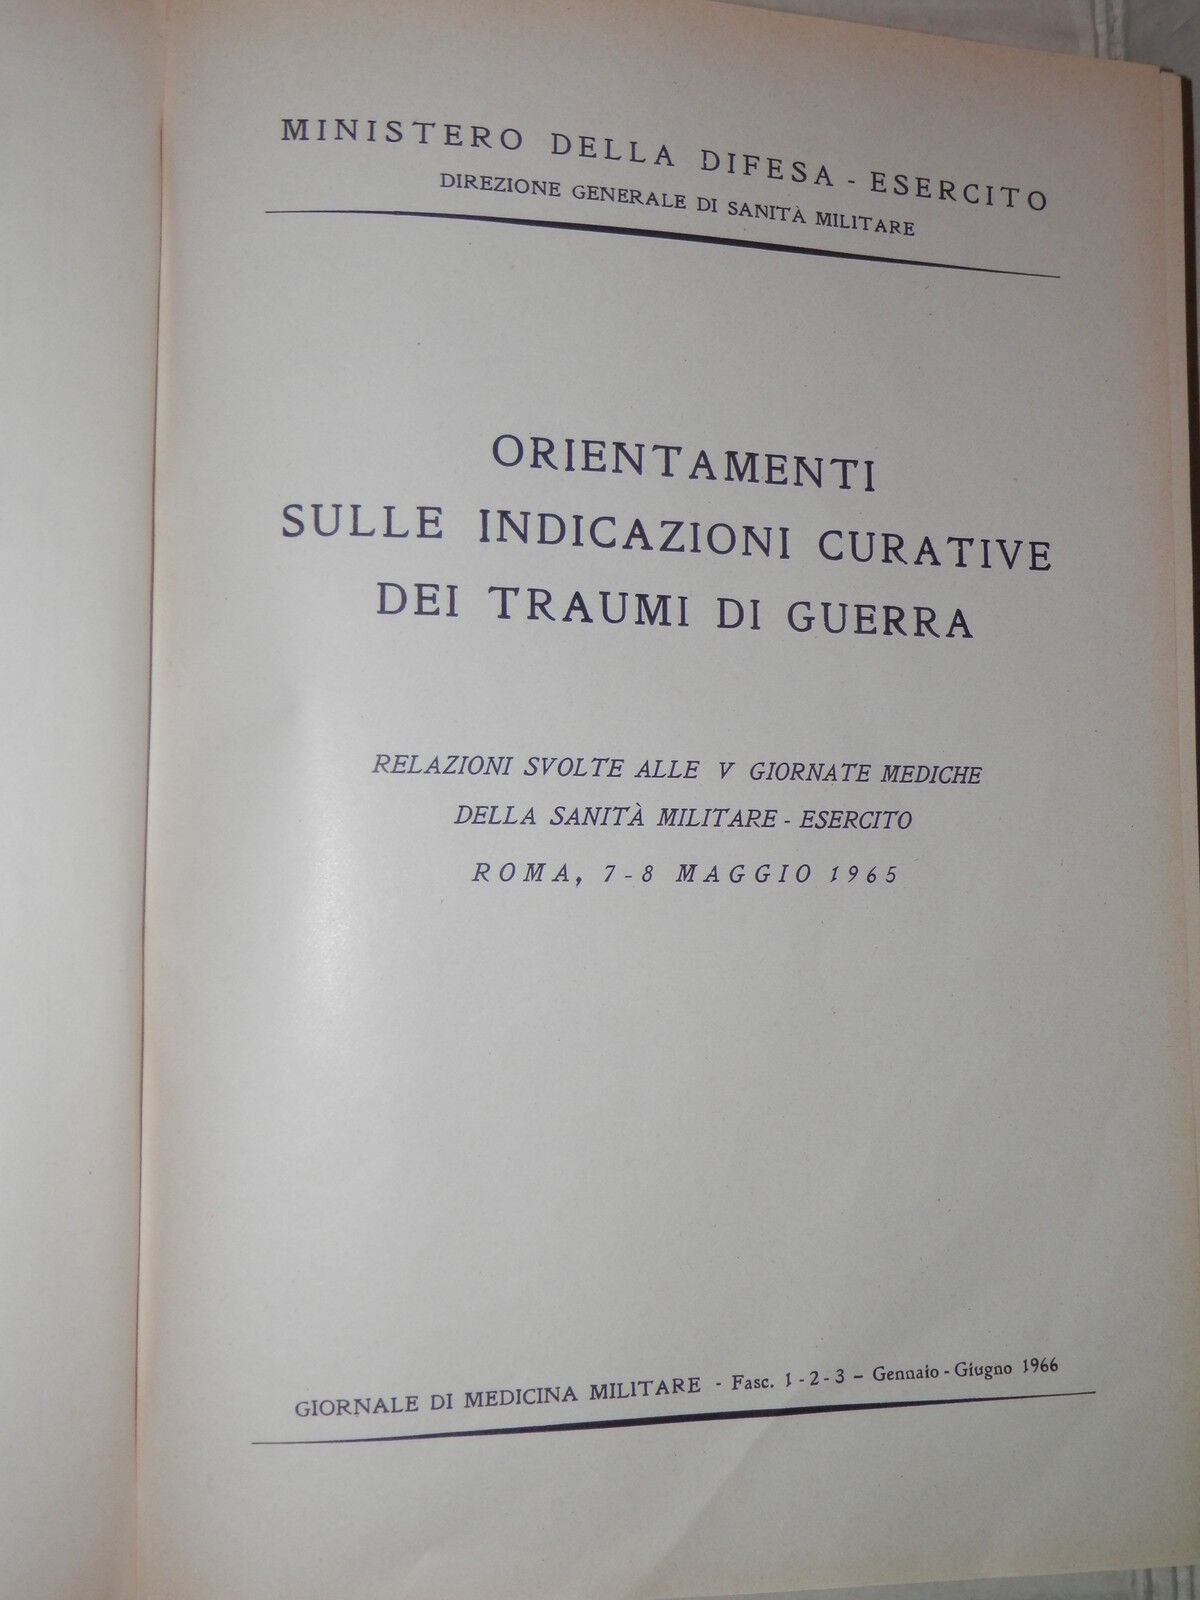 MINISTERO DELLA DIFESA - ESERCITO
DIREZIONE GENERALE DI SANITÀ MILITARE
ORIENTAMENTI
SULLE INDICAZIONI CURATIVE
DEI TRAUMI DI GUERRA
RELAZIONI SVOLTE ALLE V GIORNATE MEDICHE
DELLA SANITÀ MILITARE - ESERCITO
ROMA, 7-8 MAGGIO 1965
GIORNALE DI MEDICINA MILITARE - Fasc. 1 - 2 - 3 – Gennaio - Giugno 1966